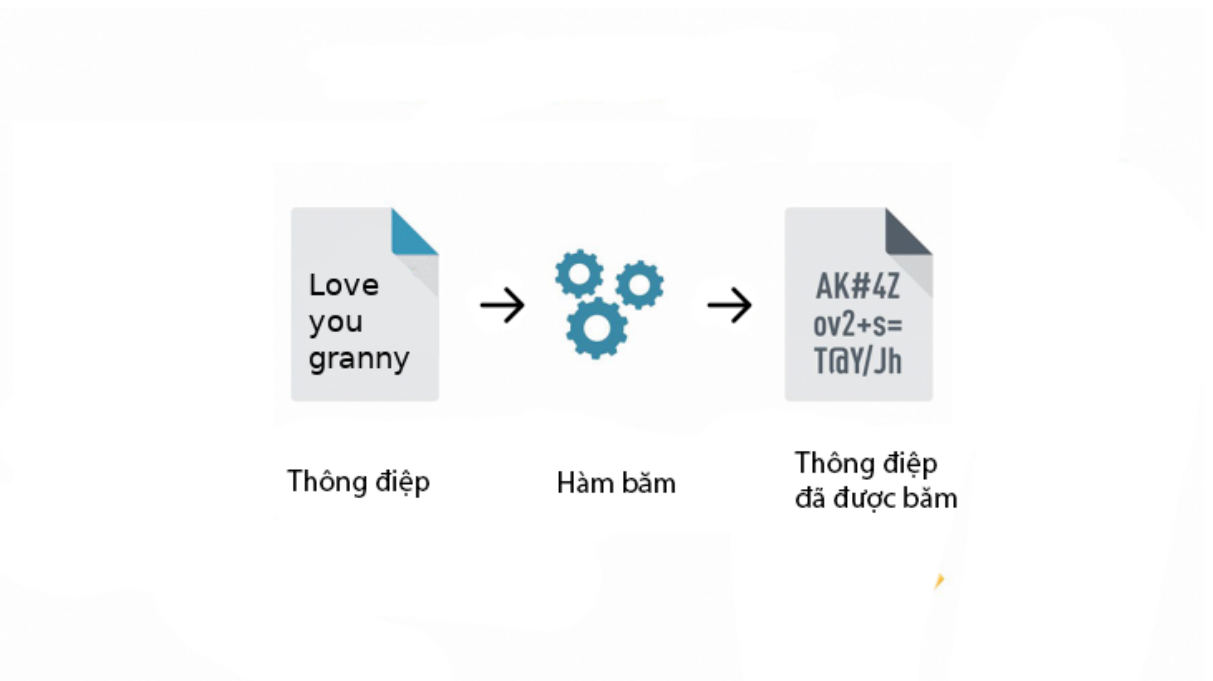 Love
you
granny
AK#4Z
ov2+s=
T@Y/Jh
Thông điệp
Hàm băm
Thông điệp
đã được băm